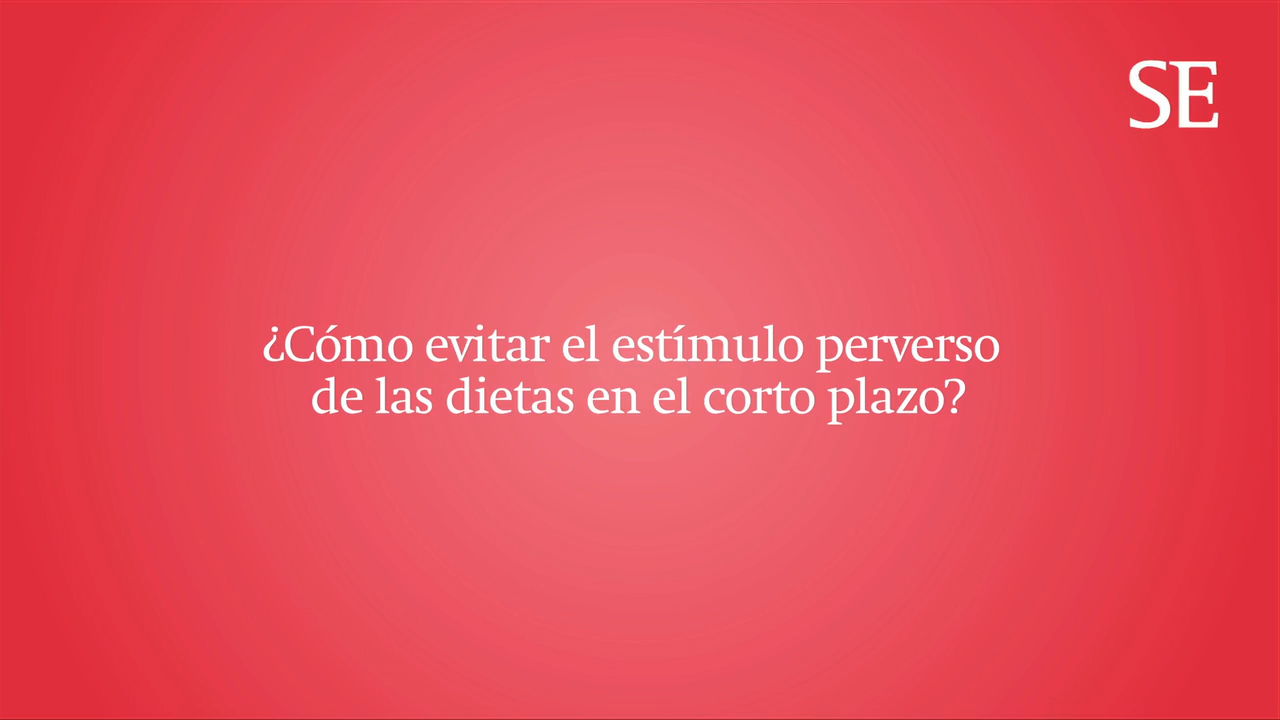 SE
¿Cómo evitar el estímulo perverso
de las dietas en el corto plazo?